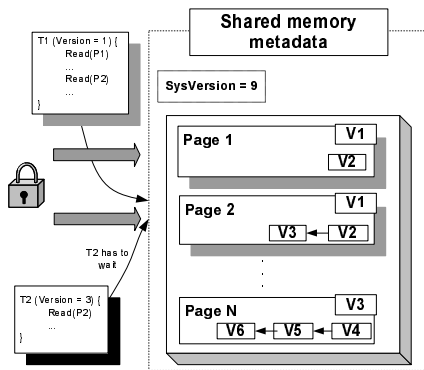 Shared memory
metadata
T1 (Version = 1) {
Read(P1)
...
Read(P2)
...
}
SysVersion = 9
Page 1
V1
V2
Page 2
V1
V3
V2
T2 has to
wait
.
.
.
T2 (Version = 3) {
Read(P2)
...
}
Page N
V3
V6
V5
V4